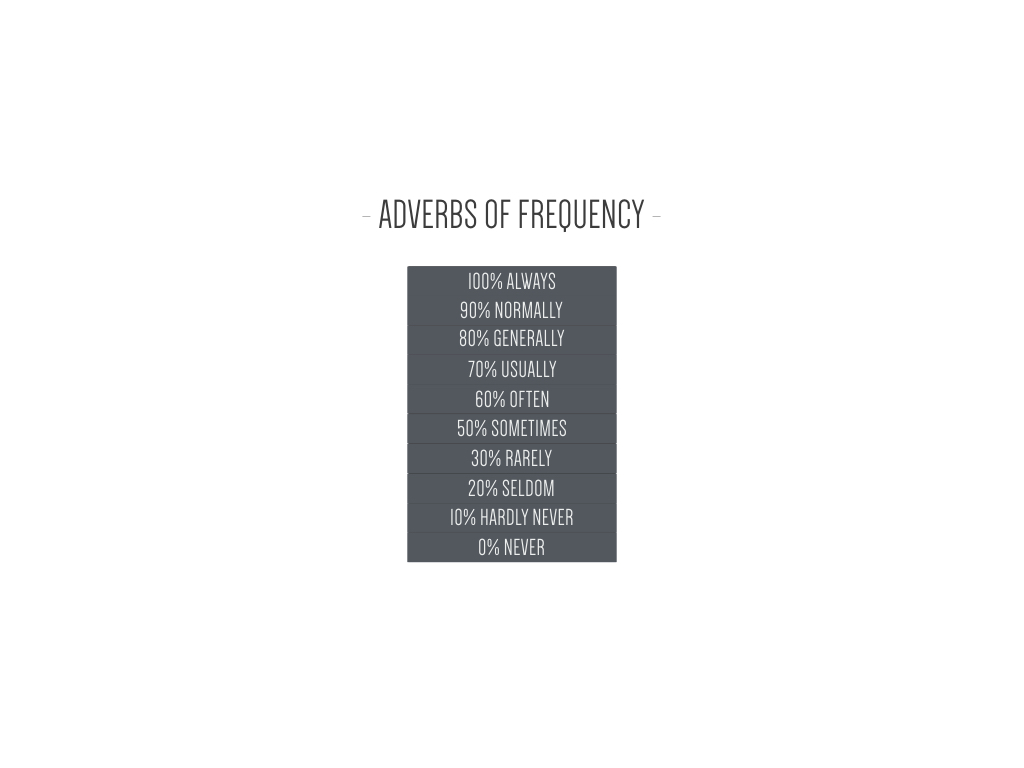 - ADVERBS OF FREQUENCY -
100% ALWAYS
90% NORMALLY
80% GENERALLY
70% USUALLY
60% OFTEN
50% SOMETIMES
30% RARELY
20% SELDOM
10% HARDLY NEVER
0% NEVER